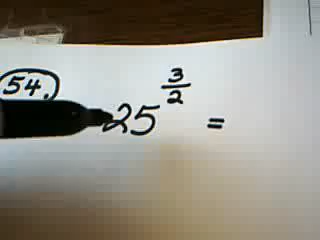 54.
25^{3/2} =